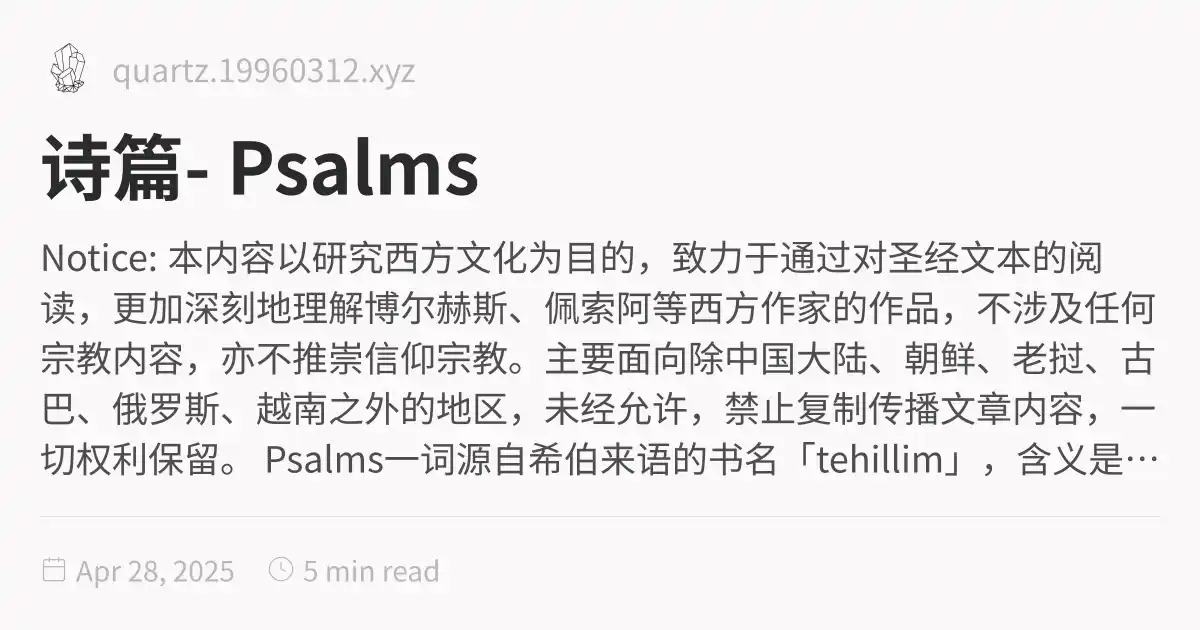 quartz.19960312.xyz
诗篇- Psalms
Notice: 本内容以研究西方文化为目的，致力于通过对圣经文本的阅
读，更加深刻地理解博尔赫斯、佩索阿等西方作家的作品，不涉及任何
宗教内容，亦不推崇信仰宗教。主要面向除中国大陆、朝鲜、老挝、古
巴、俄罗斯、越南之外的地区，未经允许，禁止复制传播文章内容，一
切权利保留。 Psalms一词源自希伯来语的书名「tehillim」，含义是…
Apr 28, 2025 5 min read